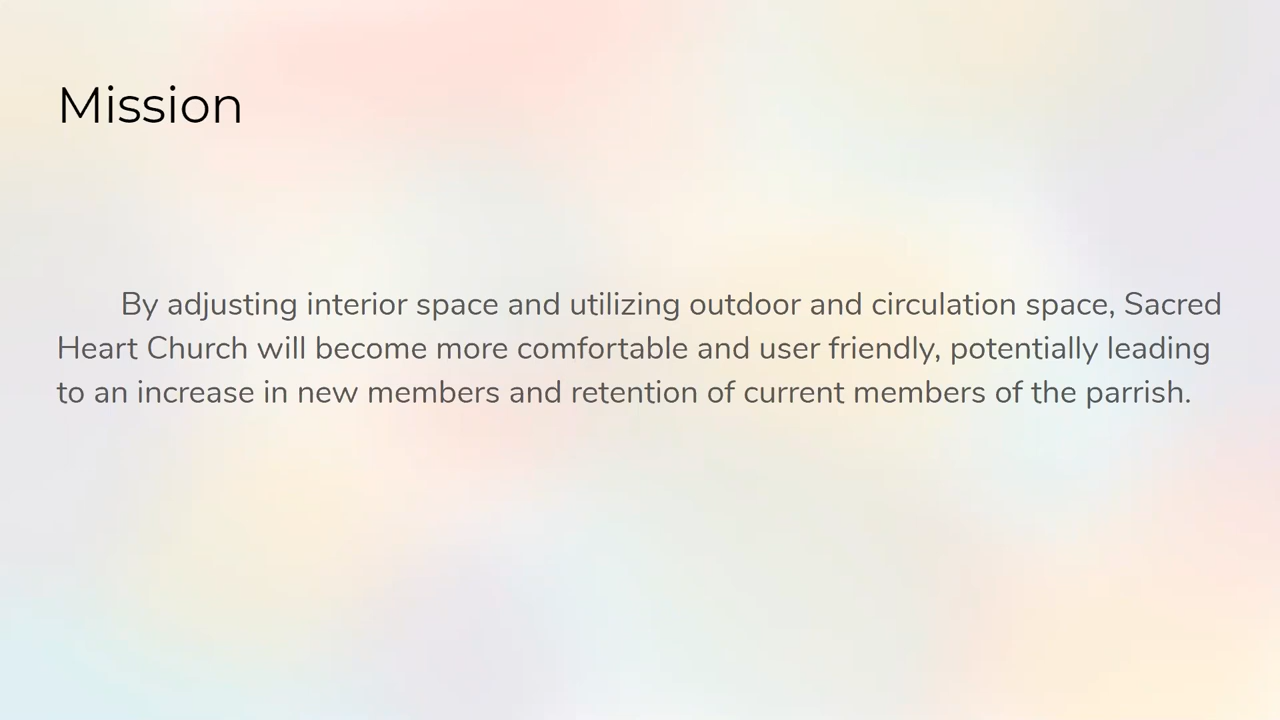 Mission
By adjusting interior space and utilizing outdoor and circulation space, Sacred
Heart Church will become more comfortable and user friendly, potentially leading
to an increase in new members and retention of current members of the parrish.